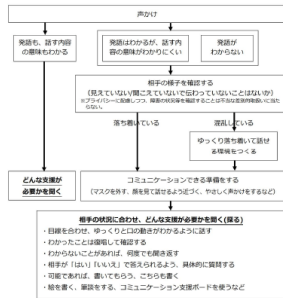 声かけ
発語も、話す内容
の意味もわかる
発語はわかるが、話す内
容の意味がわかりにくい
発語が
わからない
相手の様子を確認する
(見えていない/聞こえていないで伝わっていないことはないか)
※プライバシーに配慮しつつ、障害の状況等を確認することは不当な差別的取扱いに当た
らない。
落ち着いている
混乱している
ゆっくり落ち着いて話せ
る環境をつくる
どんな支援が
必要かを聞く
コミュニケーションできる準備をする
(マスクを外す、顔を見て話せるよう近づく、やさしく声かけをするなど)
相手の状況に合わせ、どんな支援が必要かを聞く(探る)
・目線を合わせ、ゆっくりと口の動きがわかるように話す
・わかったことは復唱して確認する
・わからないことがあれば、何度でも聞き返す
・相手が「はい」「いいえ」で答えられるよう、具体的に質問する
・可能であれば、書いてもらう、こちらも書く
・絵を書く、筆談をする、コミュニケーション支援ボードを使うなど